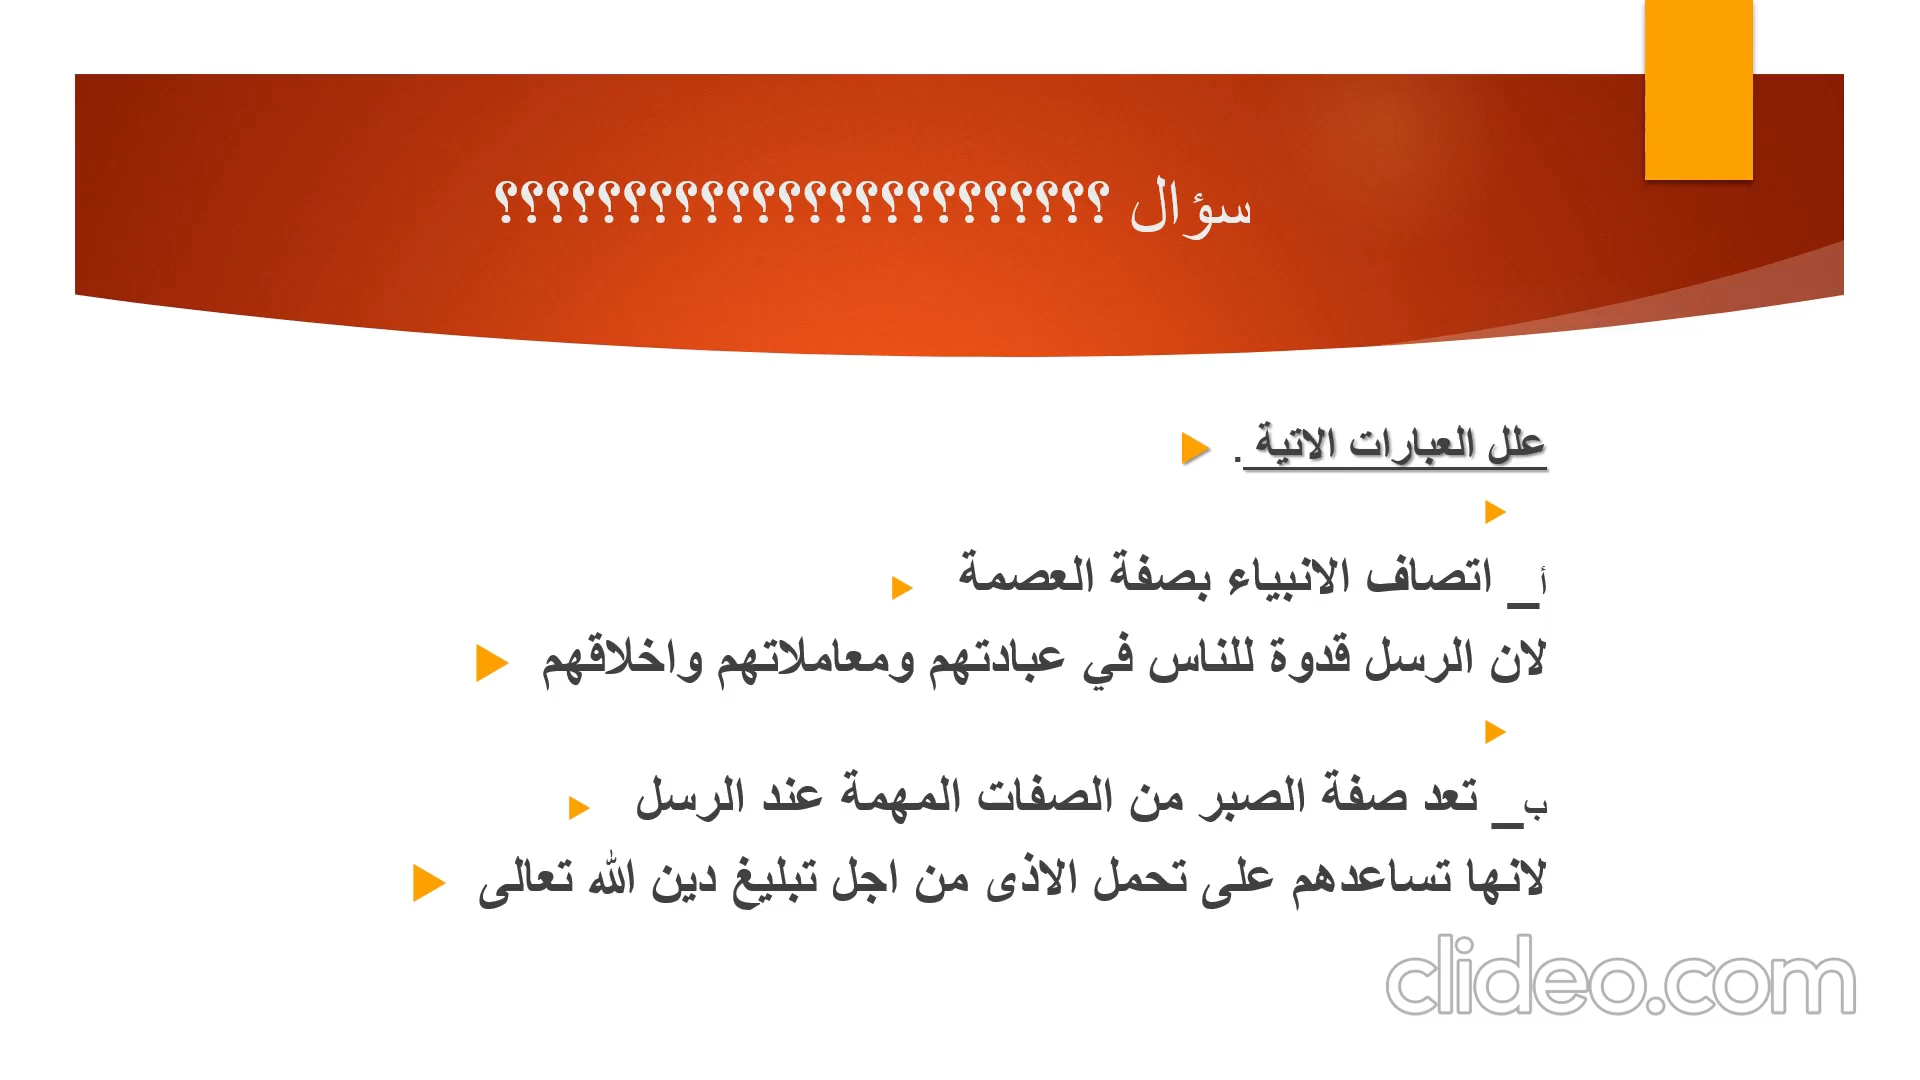 سؤال ؟؟؟؟؟؟؟؟؟؟؟؟؟؟؟؟؟؟؟؟؟؟؟؟
علل العبارات الاتية .
أ_ اتصاف الانبياء بصفة العصمة
لان الرسل قدوة للناس في عبادتهم ومعاملاتهم واخلاقهم
ب_ تعد صفة الصبر من الصفات المهمة عند الرسل
لانها تساعدهم على تحمل الاذى من اجل تبليغ دين الله تعالى
clideo.com